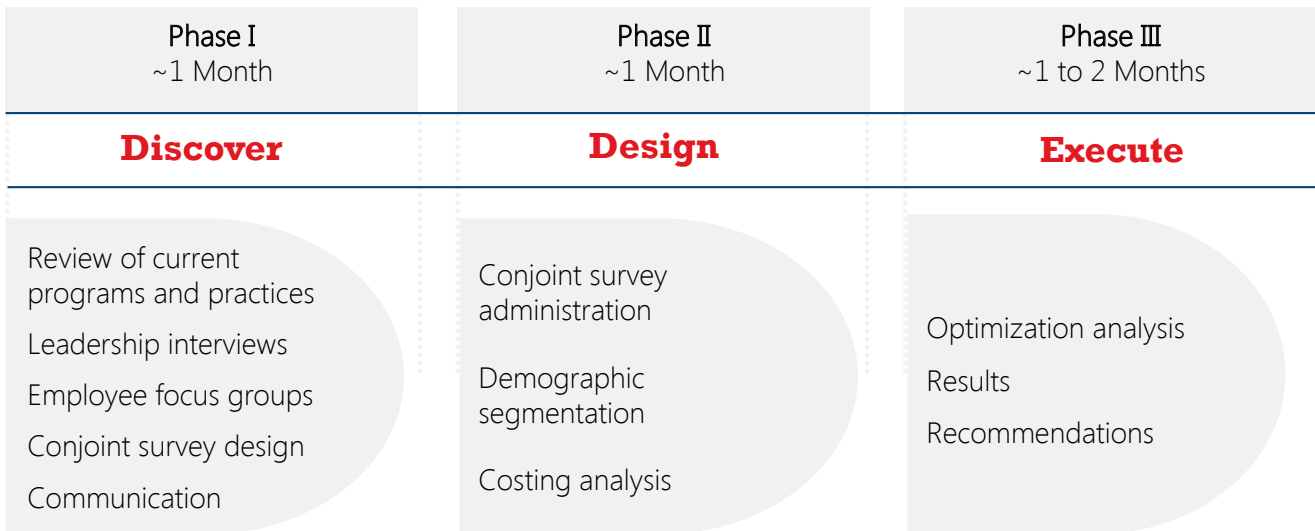 Phase I
~1 Month
Phase II
~1 Month
Phase III
~1 to 2 Months
Discover
Design
Execute
Review of current
programs and practices
Leadership interviews
Employee focus groups
Conjoint survey design
Communication
Conjoint survey
administration
Demographic
segmentation
Costing analysis
Optimization analysis
Results
Recommendations